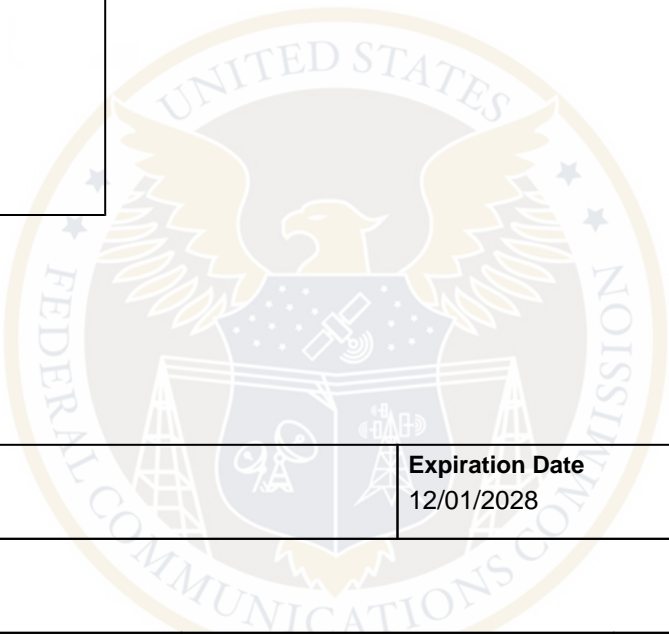 UNITED STATES
FEDERAL COMMUNICATIONS COMMISSION
Expiration Date
12/01/2028